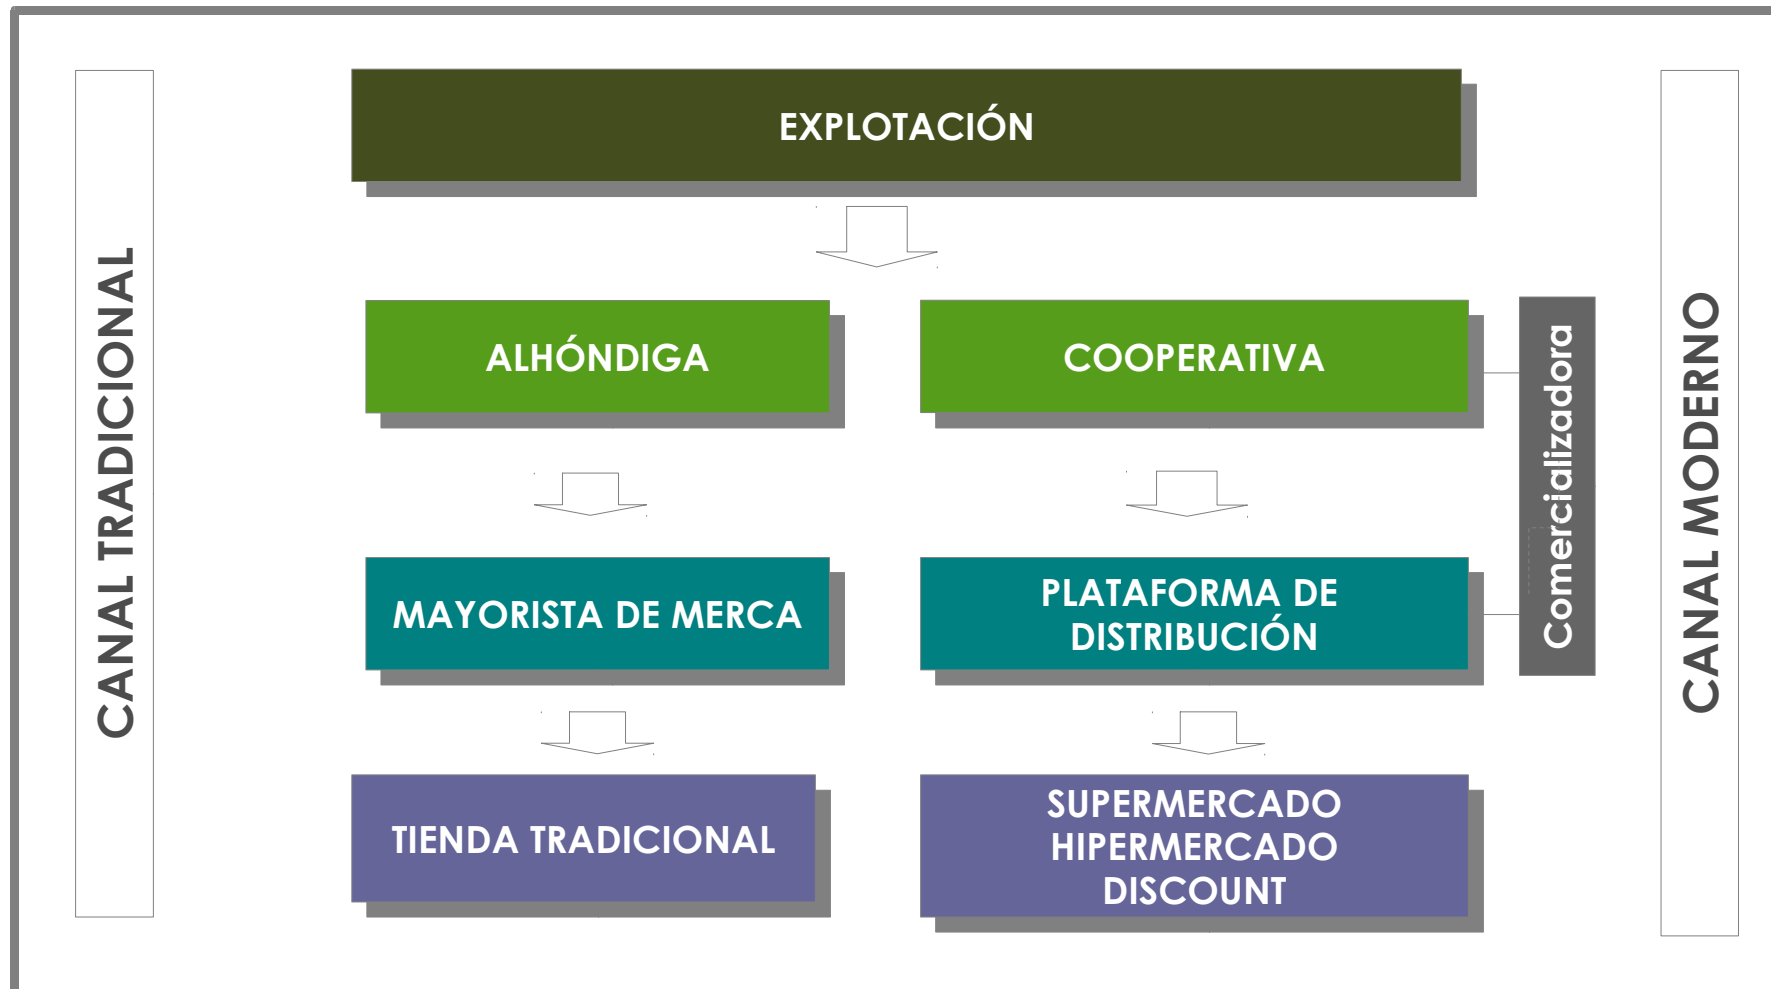 CANAL TRADICIONAL
EXPLOTACIÓN
ALHÓNDIGA
COOPERATIVA
MAYORISTA DE MERCA
PLATAFORMA DE
DISTRIBUCIÓN
TIENDA TRADICIONAL
SUPERMERCADO
HIPERMERCADO
DISCOUNT
Comercializadora
CANAL MODERNO